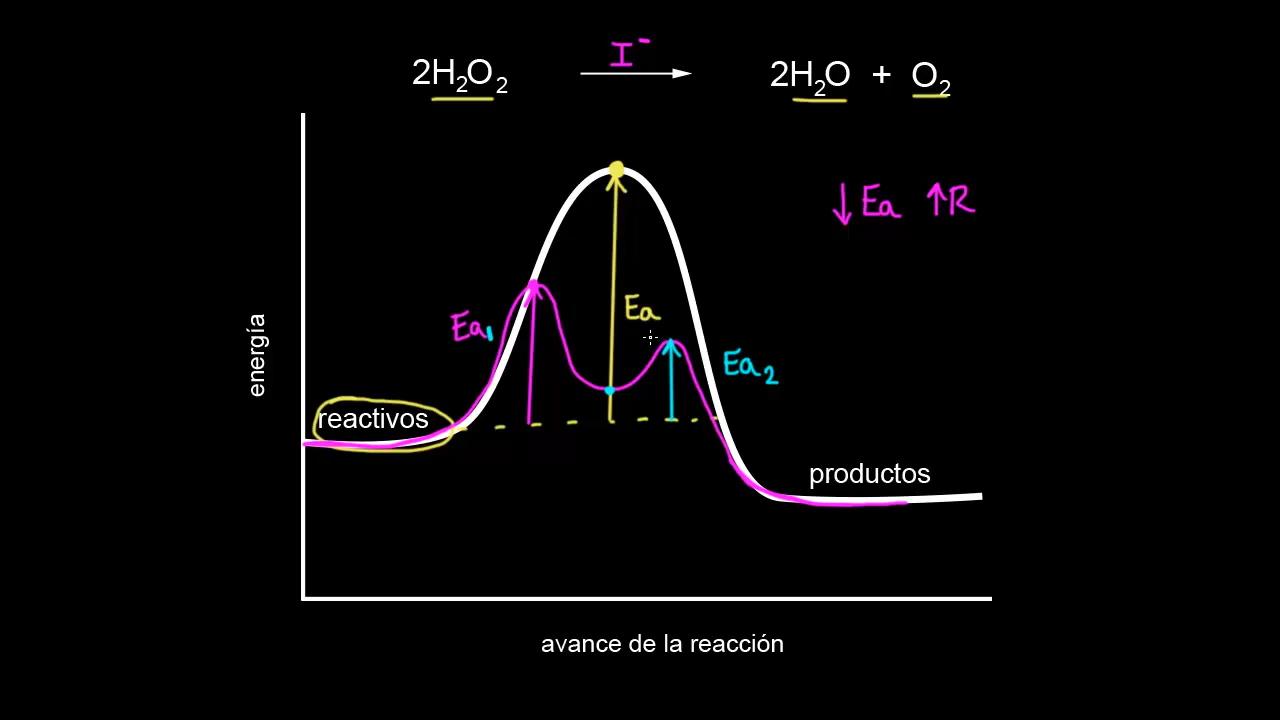 2H₂O₂ I⁻ → 2H₂O + O₂
↓ Ea ↑R
Ea₁
Ea
Ea₂
energía
reactivos
productos
avance de la reacción